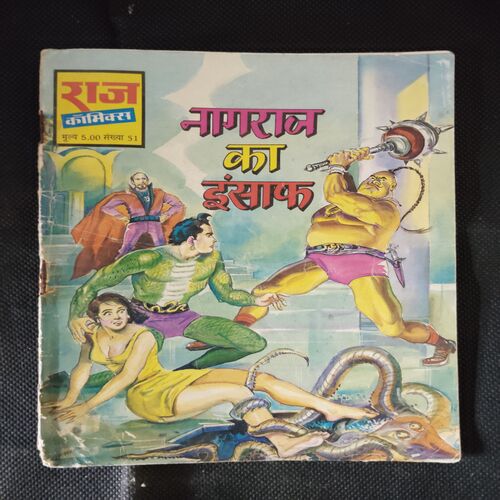 राज
कॉमिक्स
मूल्य 5.00 संख्या 51
नागराज
का
इंसाफ